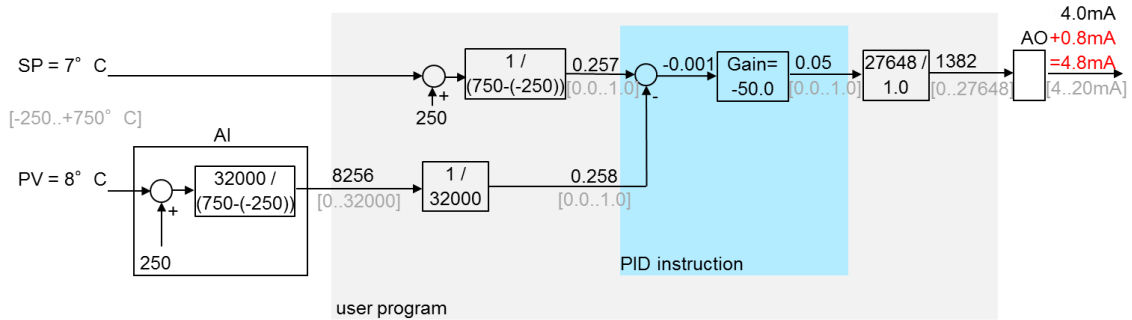 4.0mA
AO +0.8mA
=4.8mA
[4..20mA]
SP = 7° C
[-250..+750° C]
PV = 8° C
+
250
1 /
(750-(-250))
0.257
[0.0..1.0]
-0.001
-
Gain=
-50.0
0.05
[0.0..1.0]
27648 /
1.0
1382
[0..27648]
AI
+
250
32000 /
(750-(-250))
8256
[0..32000]
1 /
32000
0.258
[0.0..1.0]
PID instruction
user program